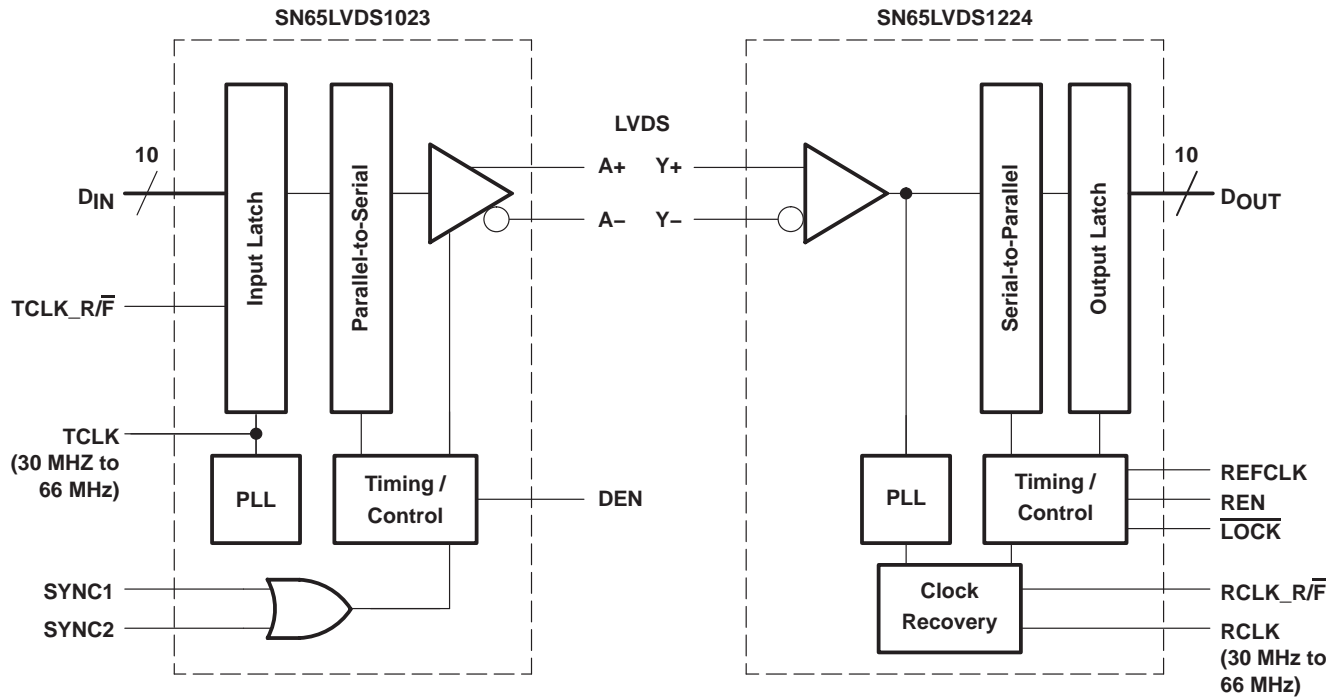 SN65LVDS1023
SN65LVDS1224
LVDS
10
DIN
Input Latch
Parallel-to-Serial
A+
Y+
A–
Y–
Serial-to-Parallel
Output Latch
10
DOUT
TCLK_R/F̅
TCLK
(30 MHZ to
66 MHz)
PLL
Timing /
Control
DEN
PLL
Timing /
Control
REFCLK
REN
L̅O̅C̅K̅
SYNC1
SYNC2
Clock
Recovery
RCLK_R/F̅
RCLK
(30 MHz to
66 MHz)